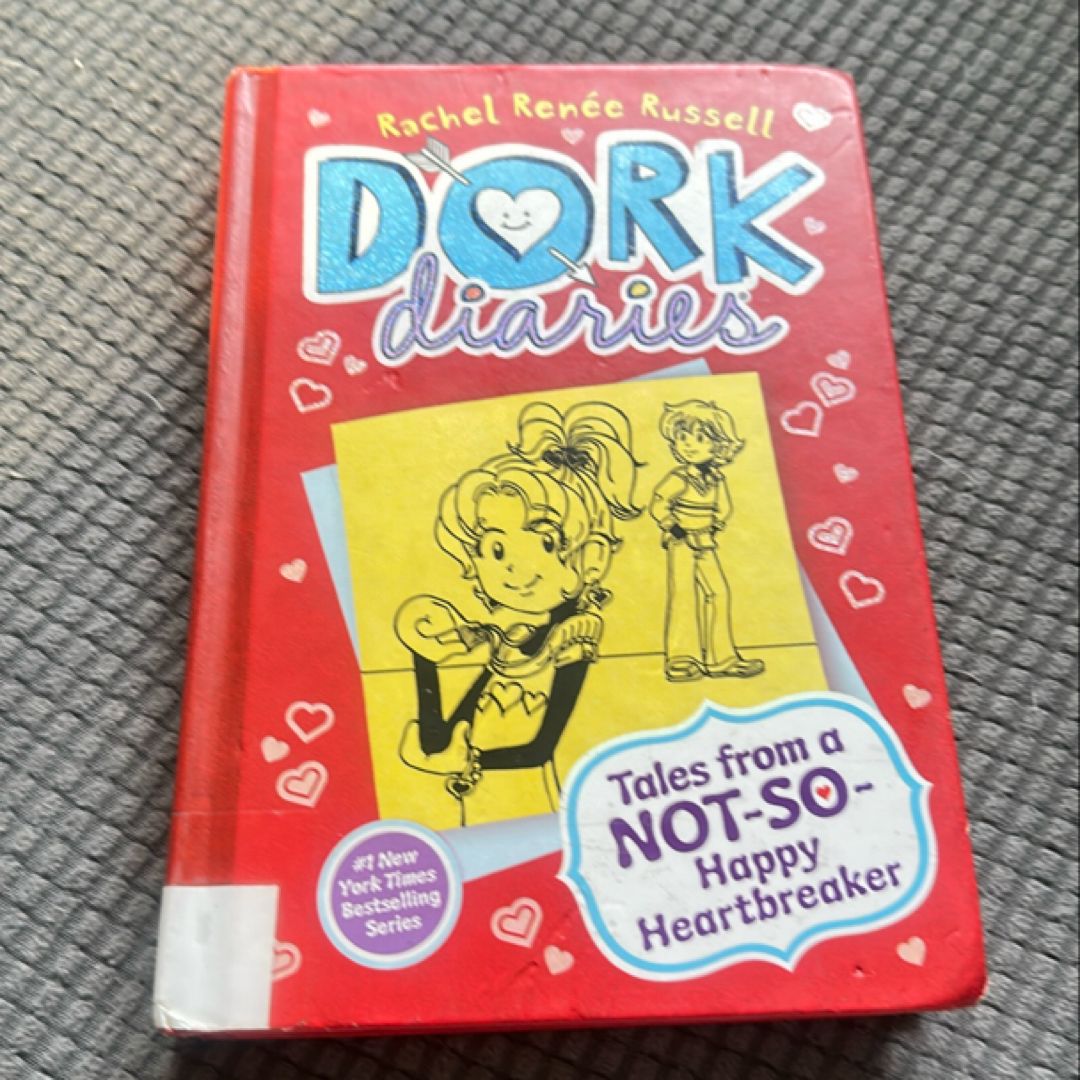 Rachel Renée Russell
DORK
diaries
Tales from a
NOT-SO-
Happy
Heartbreaker
#1 New
York Times
Bestselling
Series